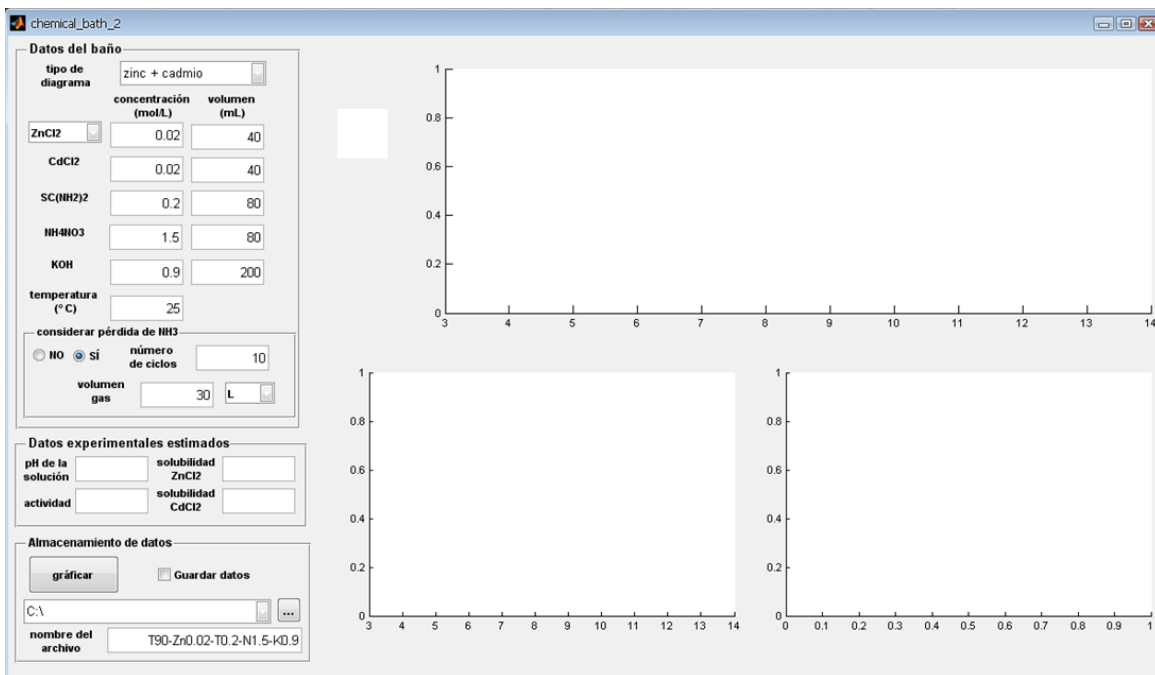 chemical_bath_2
Datos del baño
tipo de
diagrama
zinc + cadmio
concentración
(mol/L)
volumen
(mL)
ZnCl2
0.02
40
CdCl2
0.02
40
SC(NH2)2
0.2
80
NH4NO3
1.5
80
KOH
0.9
200
temperatura
(º C)
25
considerar pérdida de NH3
NO
SÍ
número
de ciclos
10
volumen
gas
30
L
Datos experimentales estimados
pH de la
solución
solubilidad
ZnCl2
actividad
solubilidad
CdCl2
Almacenamiento de datos
gráficar
Guardar datos
C:\
...
nombre del
archivo
T90-Zn0.02-T0.2-N1.5-K0.9
1
0.8
0.6
0.4
0.2
0
3 4 5 6 7 8 9 10 11 12 13 14
1
0.8
0.6
0.4
0.2
0
3 4 5 6 7 8 9 10 11 12 13 14
1
0.8
0.6
0.4
0.2
0
0 0.1 0.2 0.3 0.4 0.5 0.6 0.7 0.8 0.9 1